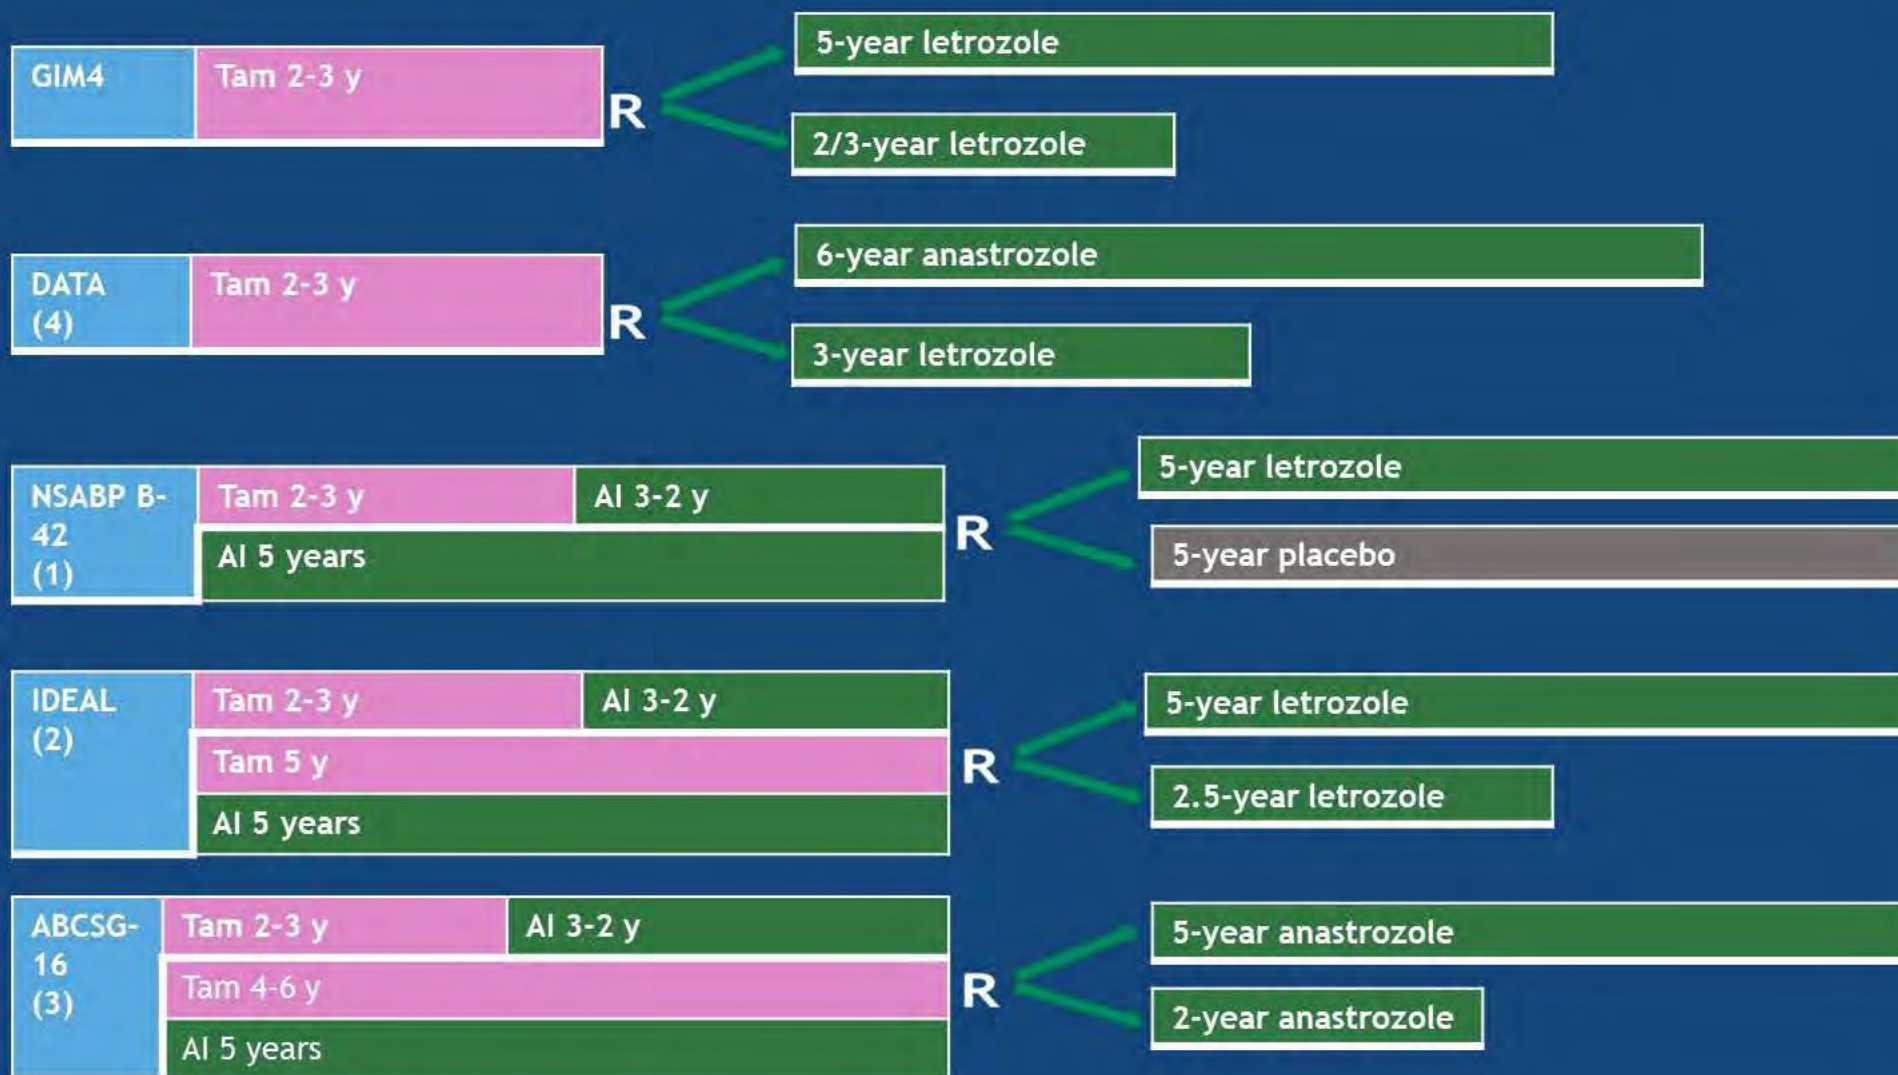 GIM4
Tam 2-3 y
R
5-year letrozole
2/3-year letrozole
DATA
(4)
Tam 2-3 y
R
6-year anastrozole
3-year letrozole
NSABP B-
42
(1)
Tam 2-3 y
AI 3-2 y
AI 5 years
R
5-year letrozole
5-year placebo
IDEAL
(2)
Tam 2-3 y
AI 3-2 y
Tam 5 y
AI 5 years
R
5-year letrozole
2.5-year letrozole
ABCSG-
16
(3)
Tam 2-3 y
AI 3-2 y
Tam 4-6 y
AI 5 years
R
5-year anastrozole
2-year anastrozole